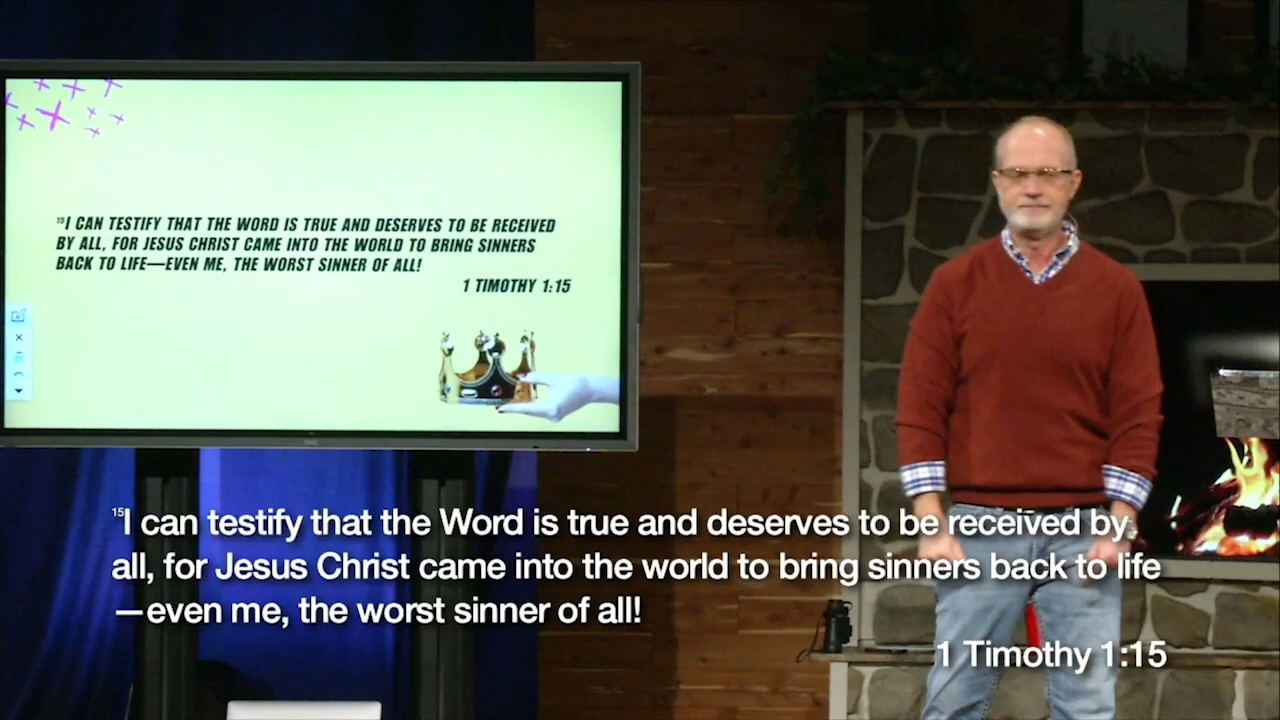 ¹⁵I CAN TESTIFY THAT THE WORD IS TRUE AND DESERVES TO BE RECEIVED
BY ALL, FOR JESUS CHRIST CAME INTO THE WORLD TO BRING SINNERS
BACK TO LIFE—EVEN ME, THE WORST SINNER OF ALL!
1 TIMOTHY 1:15
¹⁵I can testify that the Word is true and deserves to be received by
all, for Jesus Christ came into the world to bring sinners back to life
—even me, the worst sinner of all!
1 Timothy 1:15